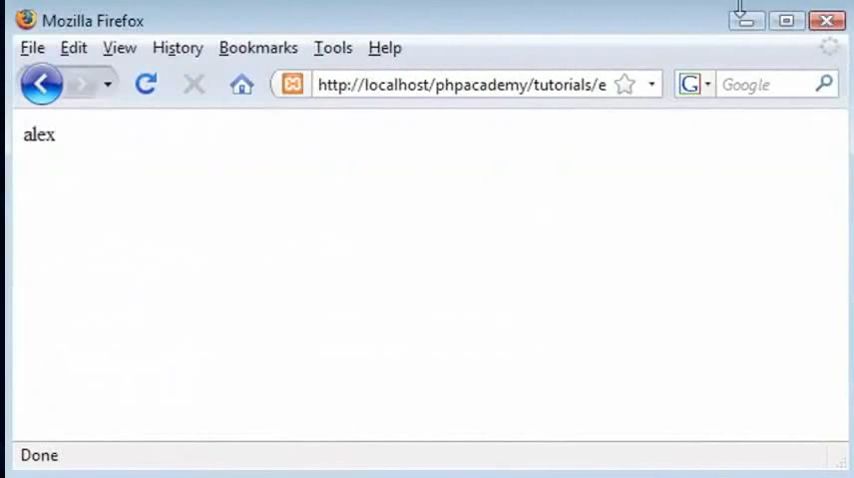 Mozilla Firefox
File Edit View History Bookmarks Tools Help
http://localhost/phpacademy/tutorials/e G Google
alex
Done